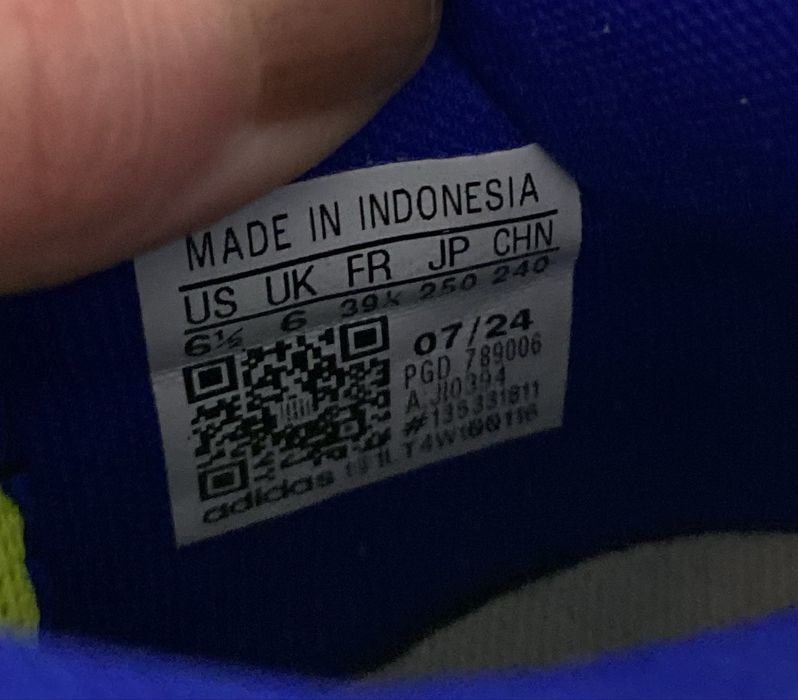 MADE IN INDONESIA
US UK FR JP CHN
6½ 6 39⅓ 250 240
07/24
PGD 789006
#135331811
adidas